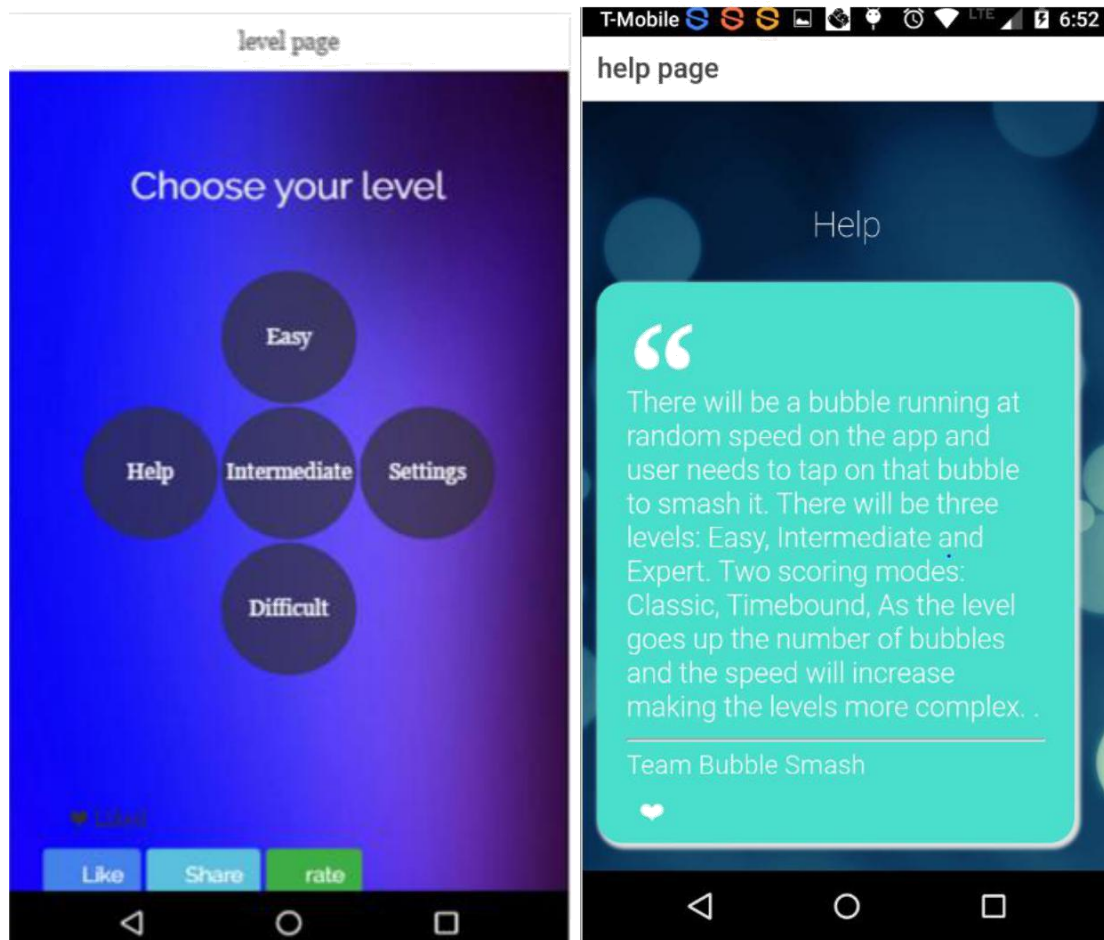 level page
Choose your level
Easy
Help
Intermediate
Settings
Difficult
Liked
Like
Share
rate
T-Mobile
LTE
6:52
help page
Help
“
There will be a bubble running at
random speed on the app and
user needs to tap on that bubble
to smash it. There will be three
levels: Easy, Intermediate and
Expert. Two scoring modes:
Classic, Timebound, As the level
goes up the number of bubbles
and the speed will increase
making the levels more complex. .
Team Bubble Smash